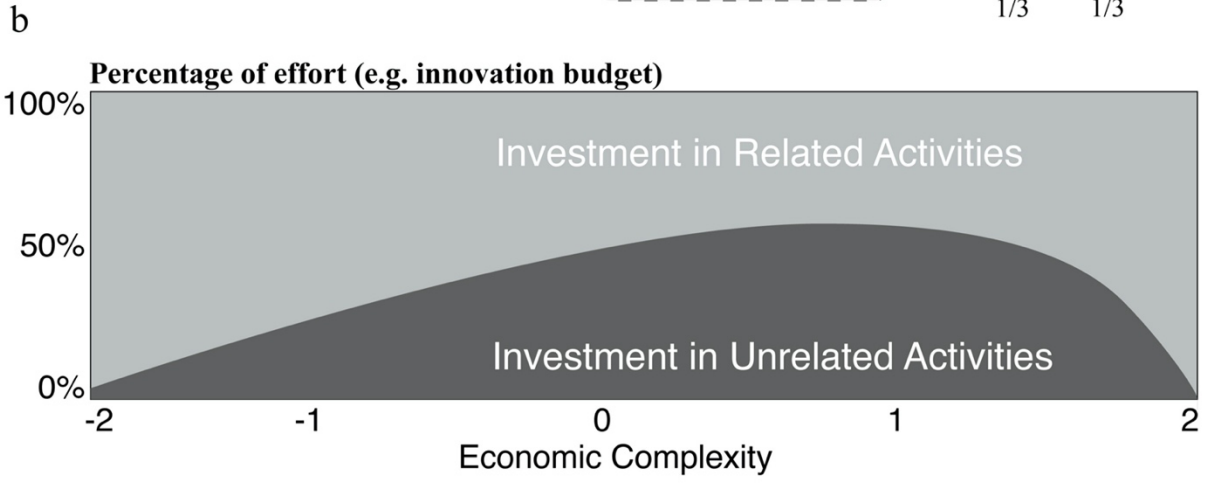 1/3 1/3
b
Percentage of effort (e.g. innovation budget)
100%
Investment in Related Activities
50%
Investment in Unrelated Activities
0%
-2 -1 0 1 2
Economic Complexity